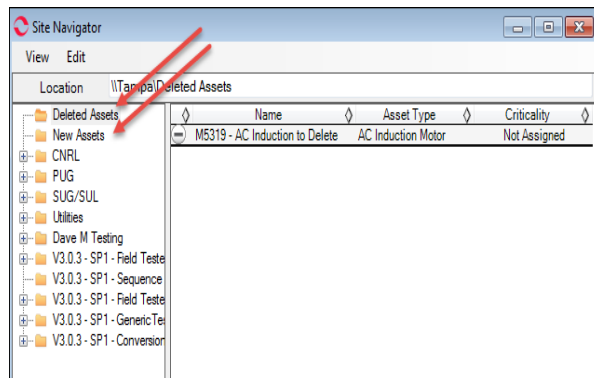 Site Navigator
View Edit
Location \\Tampa\Deleted Assets
Deleted Assets
New Assets
CNRL
PUG
SUG/SUL
Utilities
Dave M Testing
V3.0.3 - SP1 - Field Teste
V3.0.3 - SP1 - Sequence
V3.0.3 - SP1 - Field Teste
V3.0.3 - SP1 - GenericTes
V3.0.3 - SP1 - Conversion
Name Asset Type Criticality
M5319 - AC Induction to Delete AC Induction Motor Not Assigned